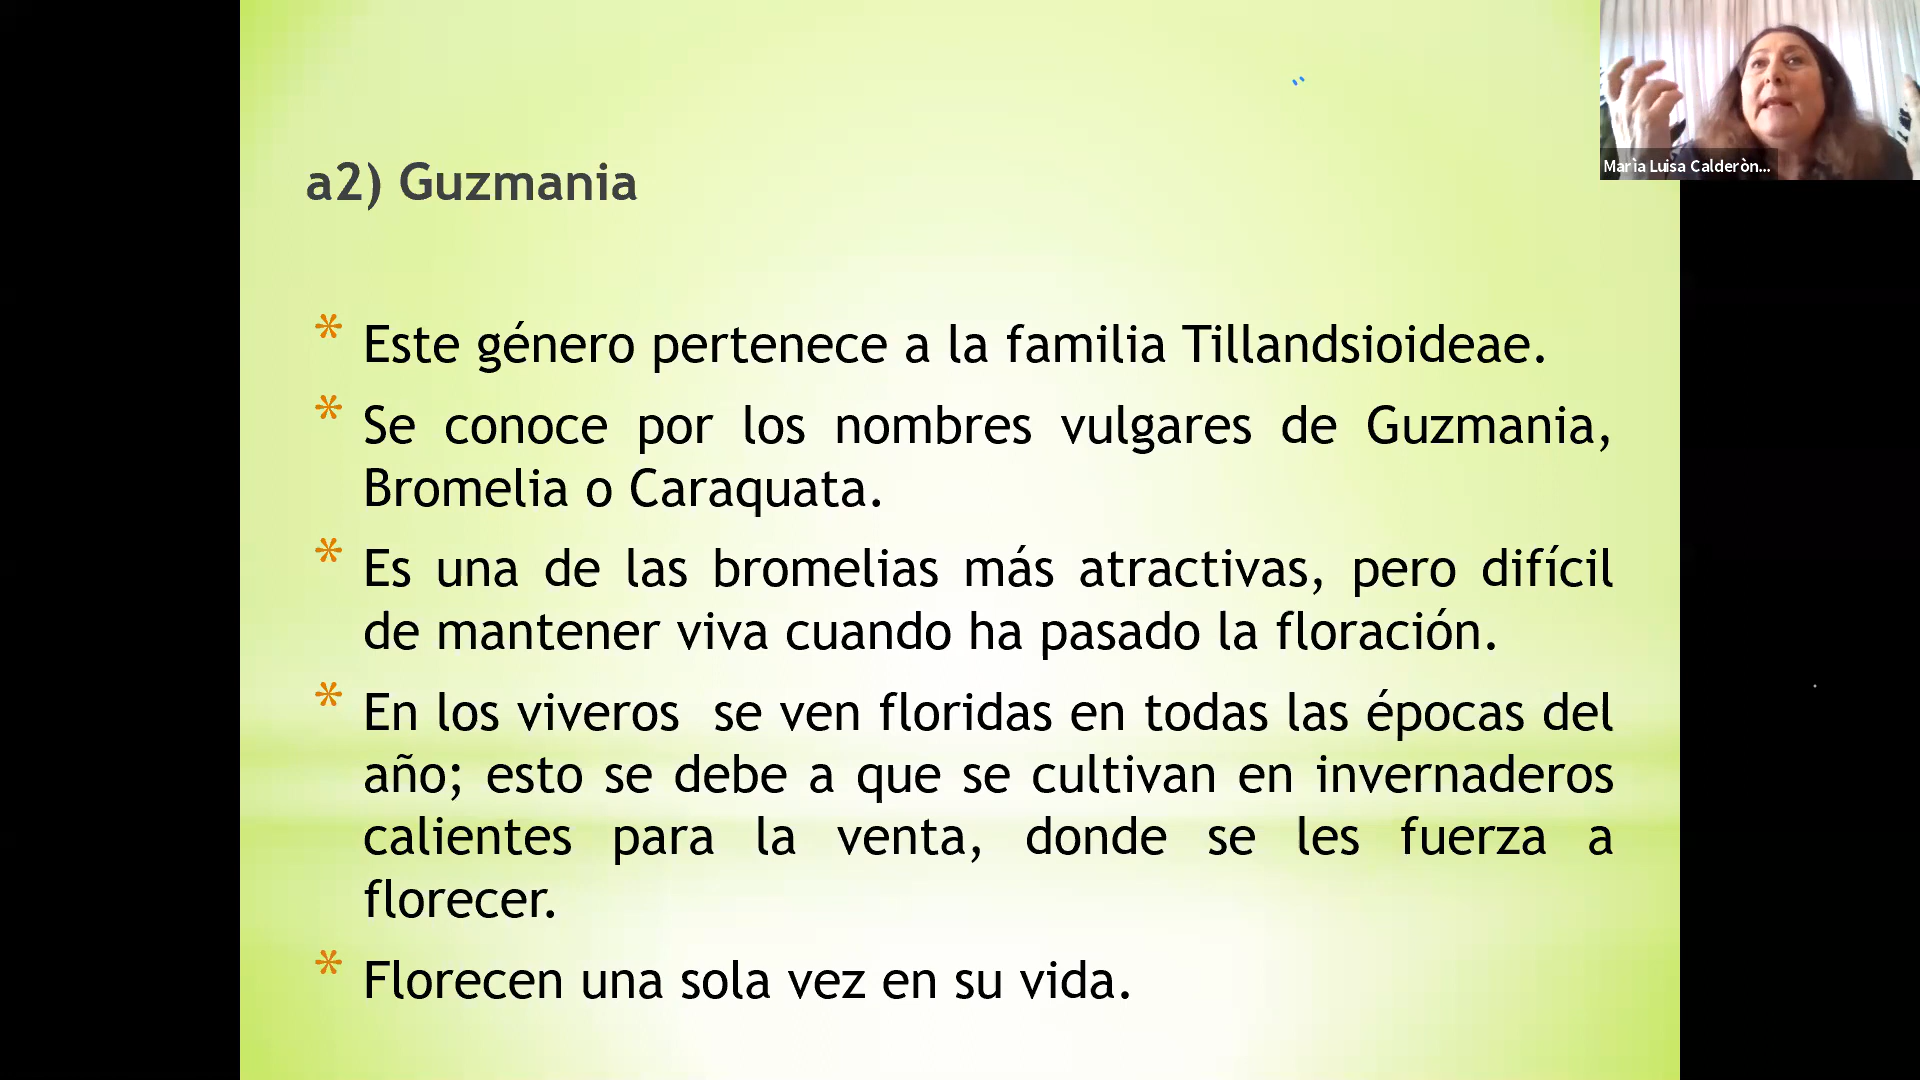 Marìa Luisa Calderòn...
a2) Guzmania
* Este género pertenece a la familia Tillandsioideae.
* Se conoce por los nombres vulgares de Guzmania,
Bromelia o Caraquata.
* Es una de las bromelias más atractivas, pero difícil
de mantener viva cuando ha pasado la floración.
* En los viveros se ven floridas en todas las épocas del
año; esto se debe a que se cultivan en invernaderos
calientes para la venta, donde se les fuerza a
florecer.
* Florecen una sola vez en su vida.